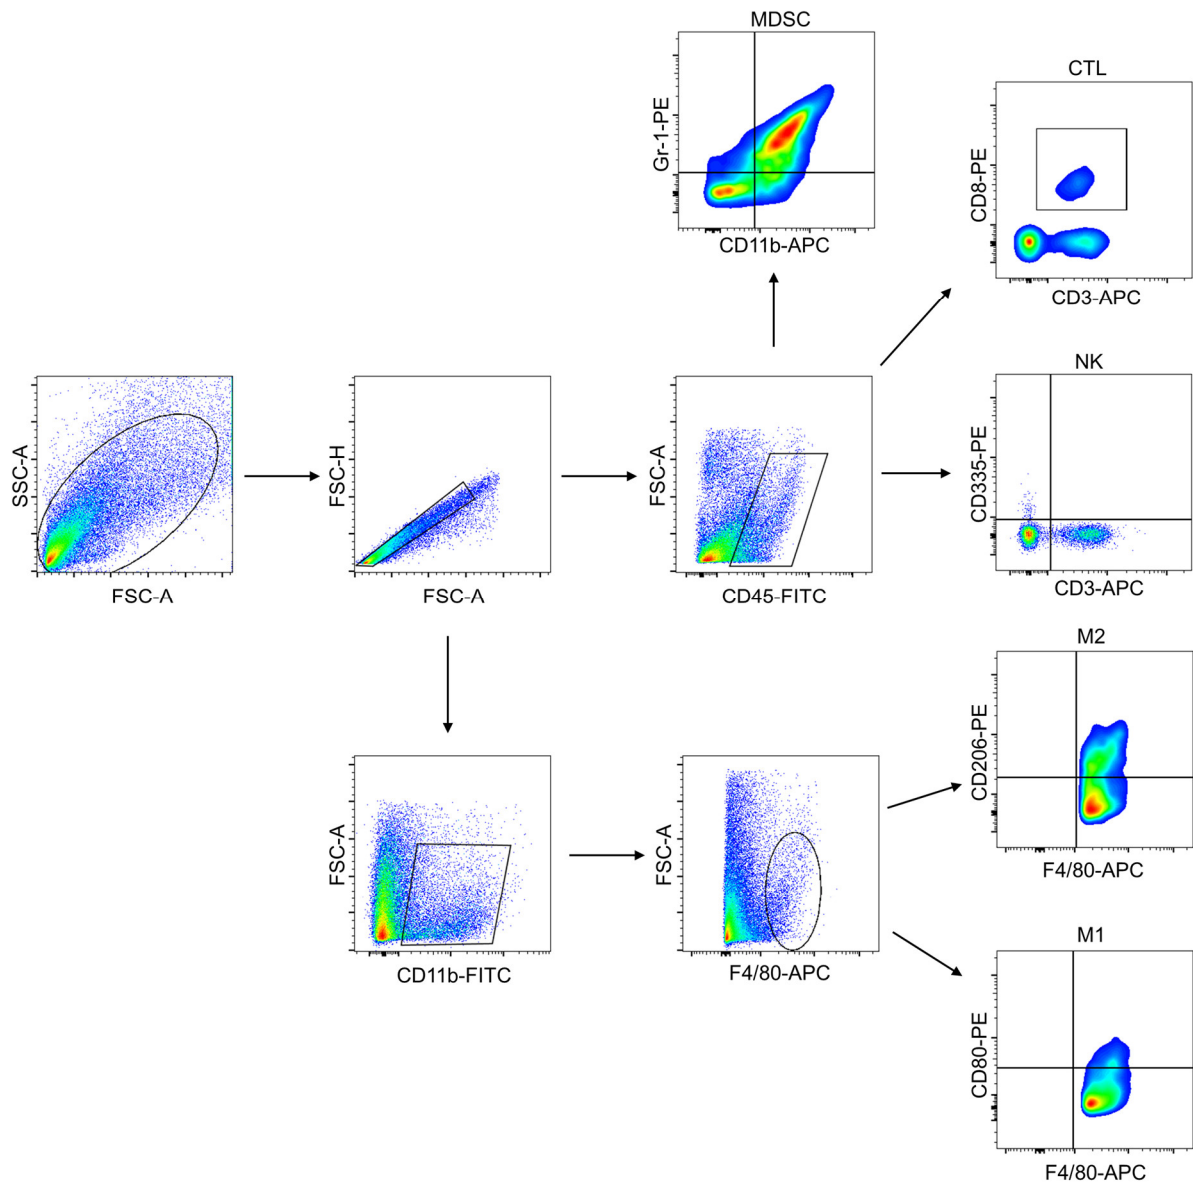 MDSC
Gr-1-PE
CD11b-APC
CTL
CD8-PE
CD3-APC
SSC-A
FSC-A
FSC-H
FSC-A
FSC-A
CD45-FITC
NK
CD335-PE
CD3-APC
FSC-A
CD11b-FITC
FSC-A
F4/80-APC
M2
CD206-PE
F4/80-APC
M1
CD80-PE
F4/80-APC